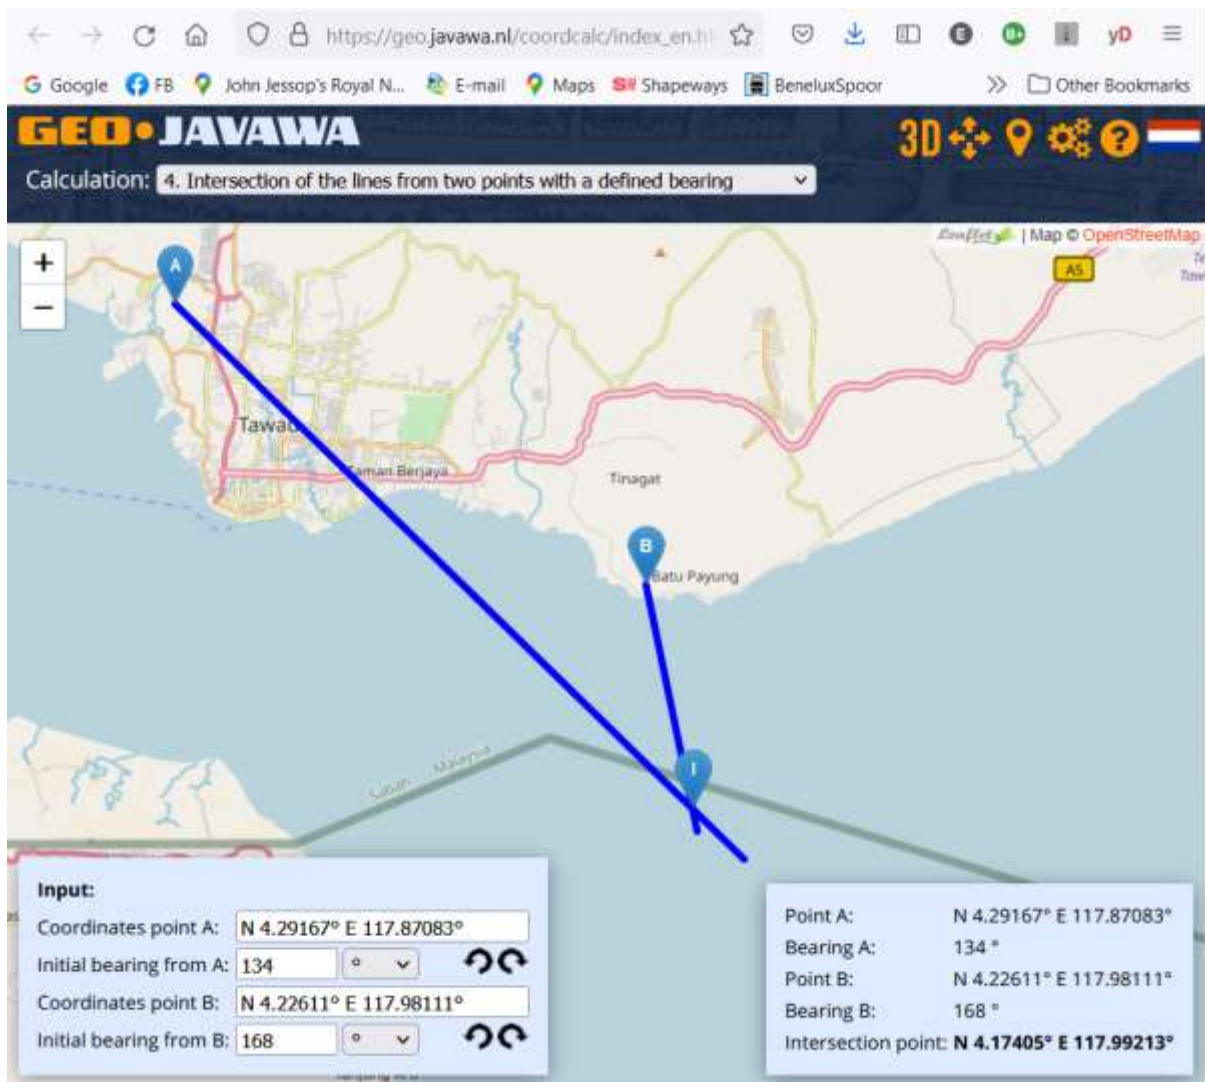 https://geo.javawa.nl/coordcalc/index_en.h
yD
Google FB John Jessop's Royal N... E-mail Maps Shapeways BeneluxSpoor Other Bookmarks
GEO•JAVAWA
3D
Calculation: 4. Intersection of the lines from two points with a defined bearing
Leaflet | Map © OpenStreetMap
+
−
A
A5
Tawau
Taman Berjaya
Tinagat
B
Batu Payung
I
Sabah Malaysia
Input:
Coordinates point A: N 4.29167° E 117.87083°
Initial bearing from A: 134 °
Coordinates point B: N 4.22611° E 117.98111°
Initial bearing from B: 168 °
Point A: N 4.29167° E 117.87083°
Bearing A: 134 °
Point B: N 4.22611° E 117.98111°
Bearing B: 168 °
Intersection point: N 4.17405° E 117.99213°